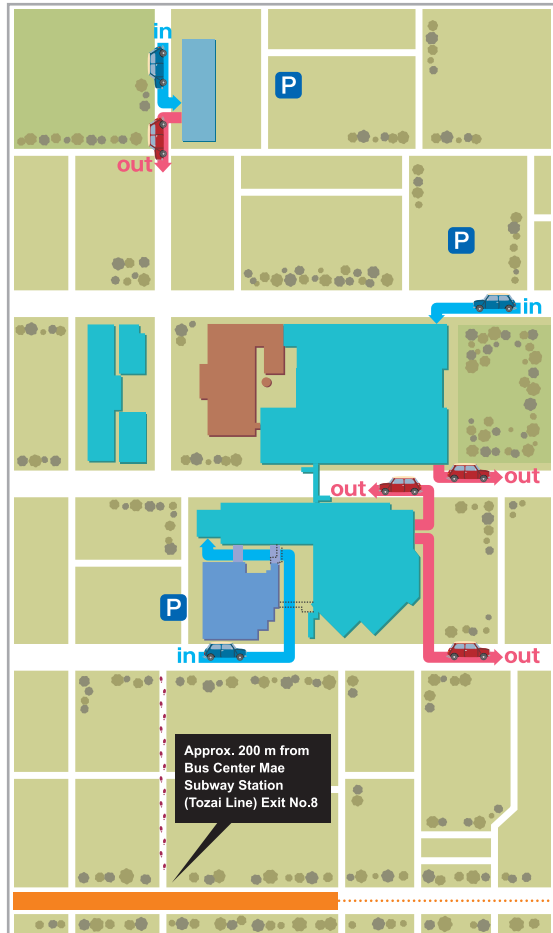 in
P
out
P
in
out
out
P
in
out
Approx. 200 m from
Bus Center Mae
Subway Station
(Tozai Line) Exit No.8